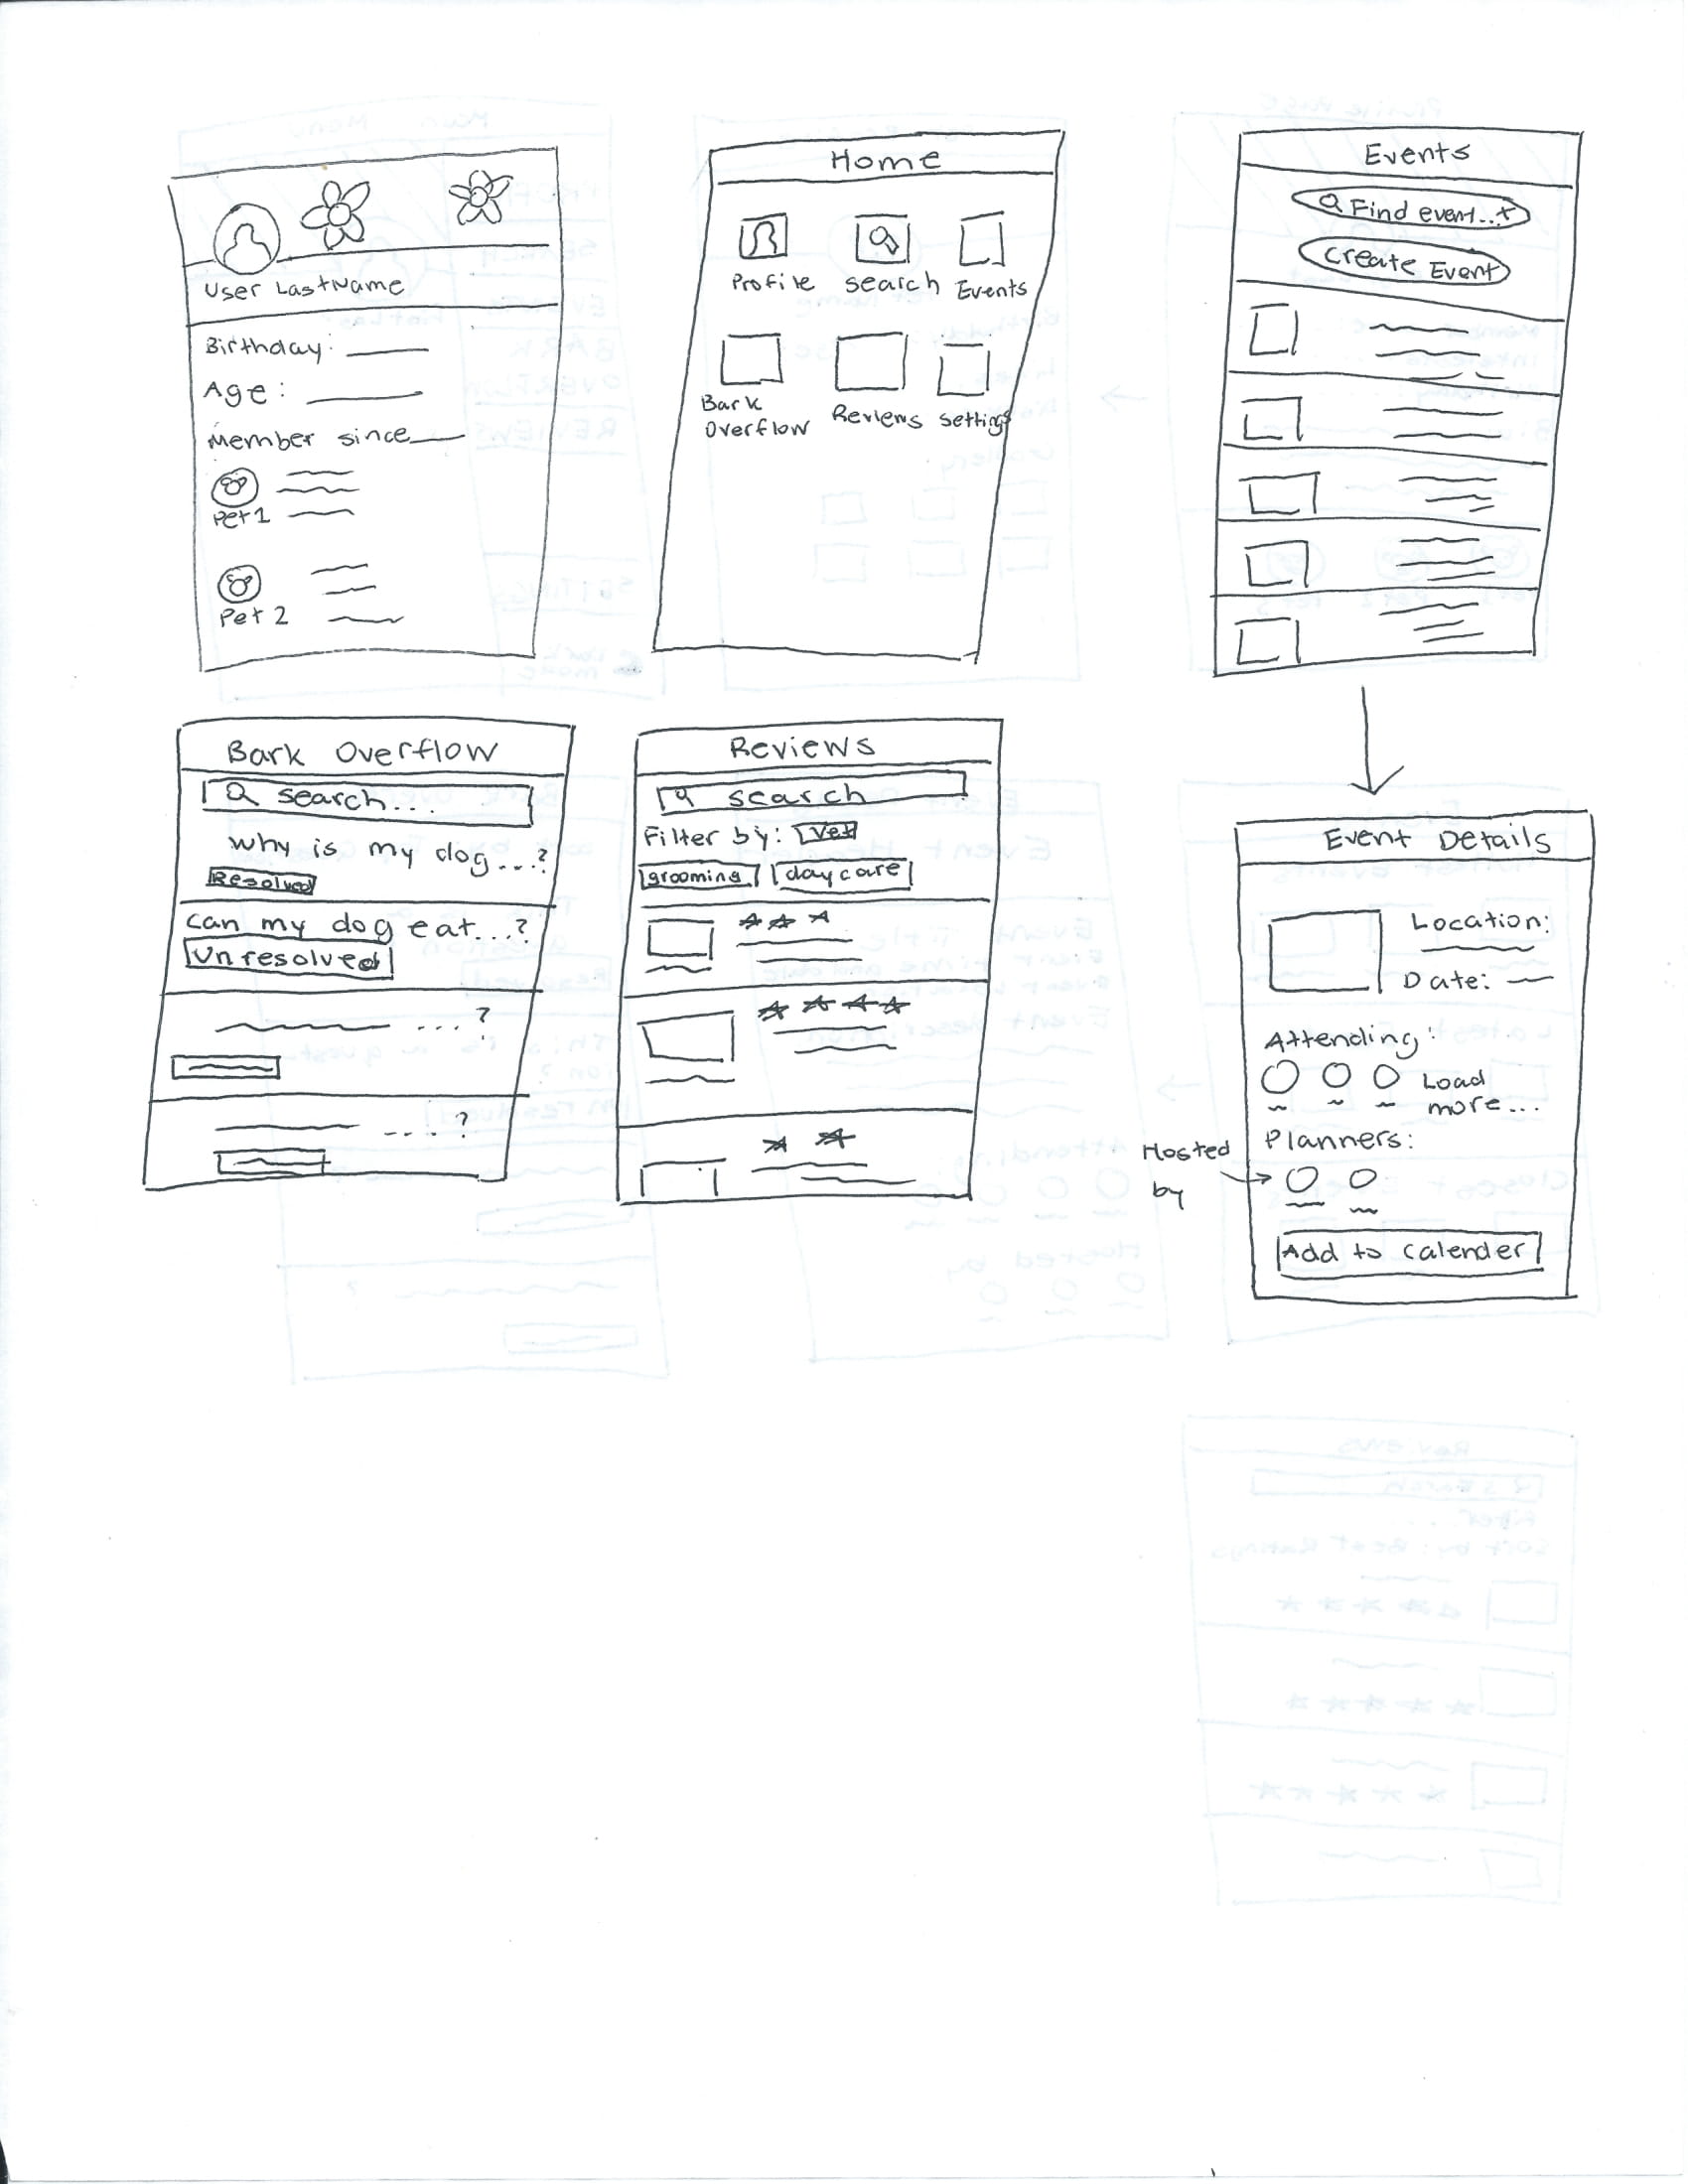 User LastName
Birthday:
Age:
Member since
Pet 1
Pet 2
Home
Profile
search
Events
Bark
Overflow
Reviews
settings
Events
Find event...
Create Event
Bark Overflow
search...
why is my dog...?
Resolved
can my dog eat...?
Unresolved
...?
....?
Reviews
search
Filter by: Vet
grooming
daycare
Event Details
Location:
Date:
Attending:
Load
more...
Planners:
Hosted
by
Add to calender